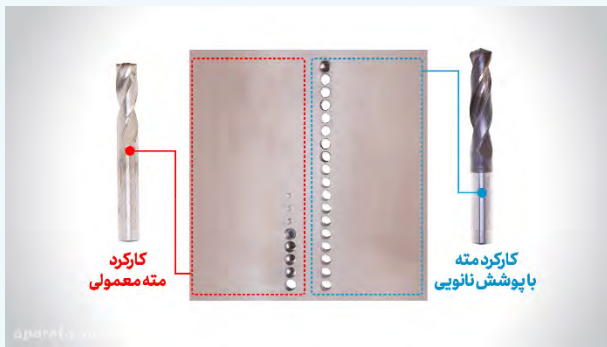 کارکرد مته
با پوشش نانویی
کارکرد
مته معمولی